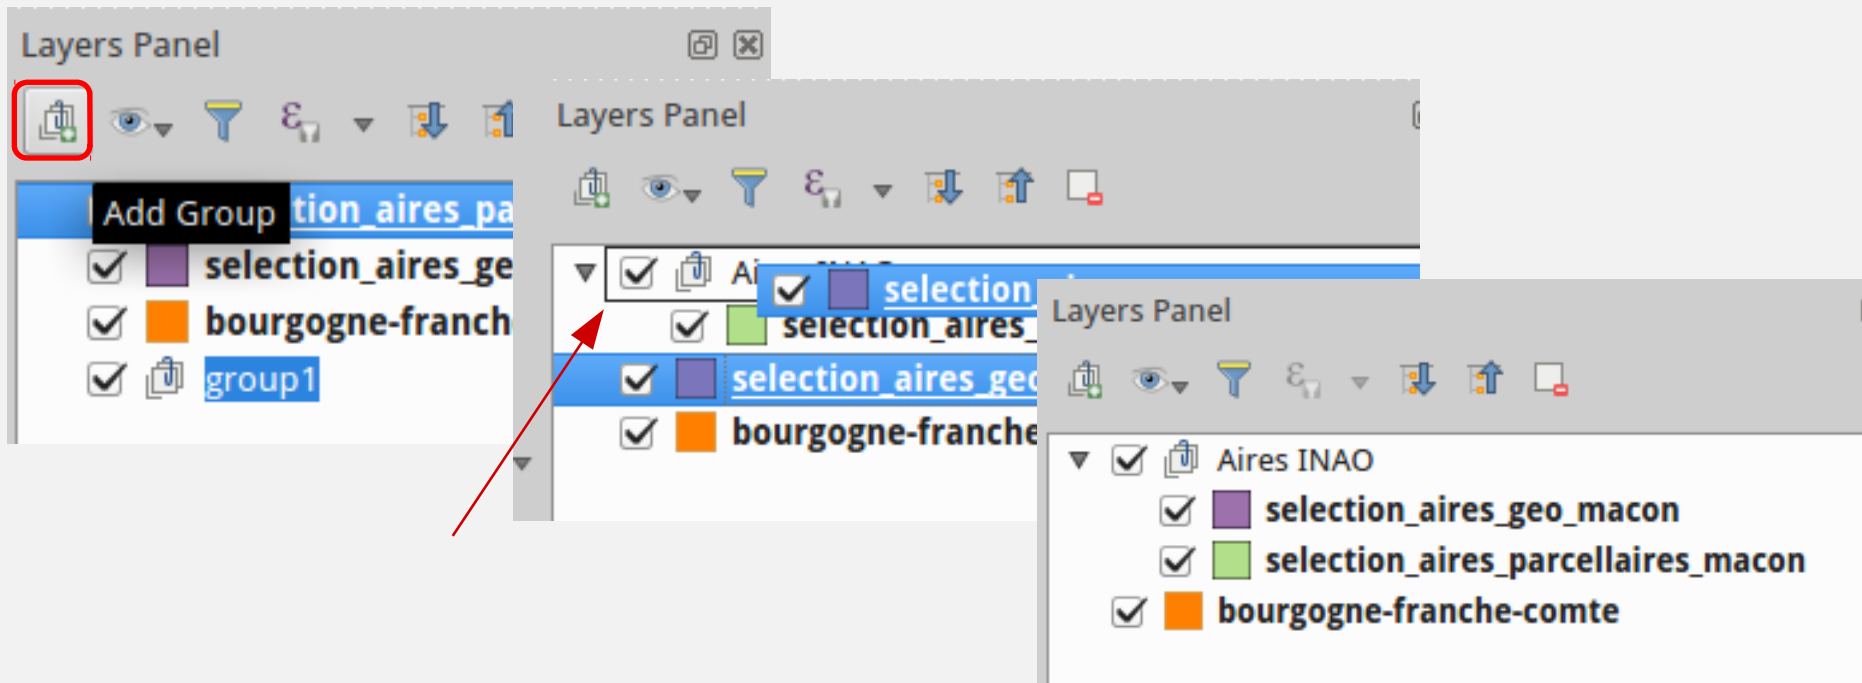 Layers Panel
Add Group
tion_aires_pa
selection_aires_ge
bourgogne-franch
group1
Layers Panel
selection_
selection_aires_
selection_aires_geo
bourgogne-franche
Layers Panel
Aires INAO
selection_aires_geo_macon
selection_aires_parcellaires_macon
bourgogne-franche-comte